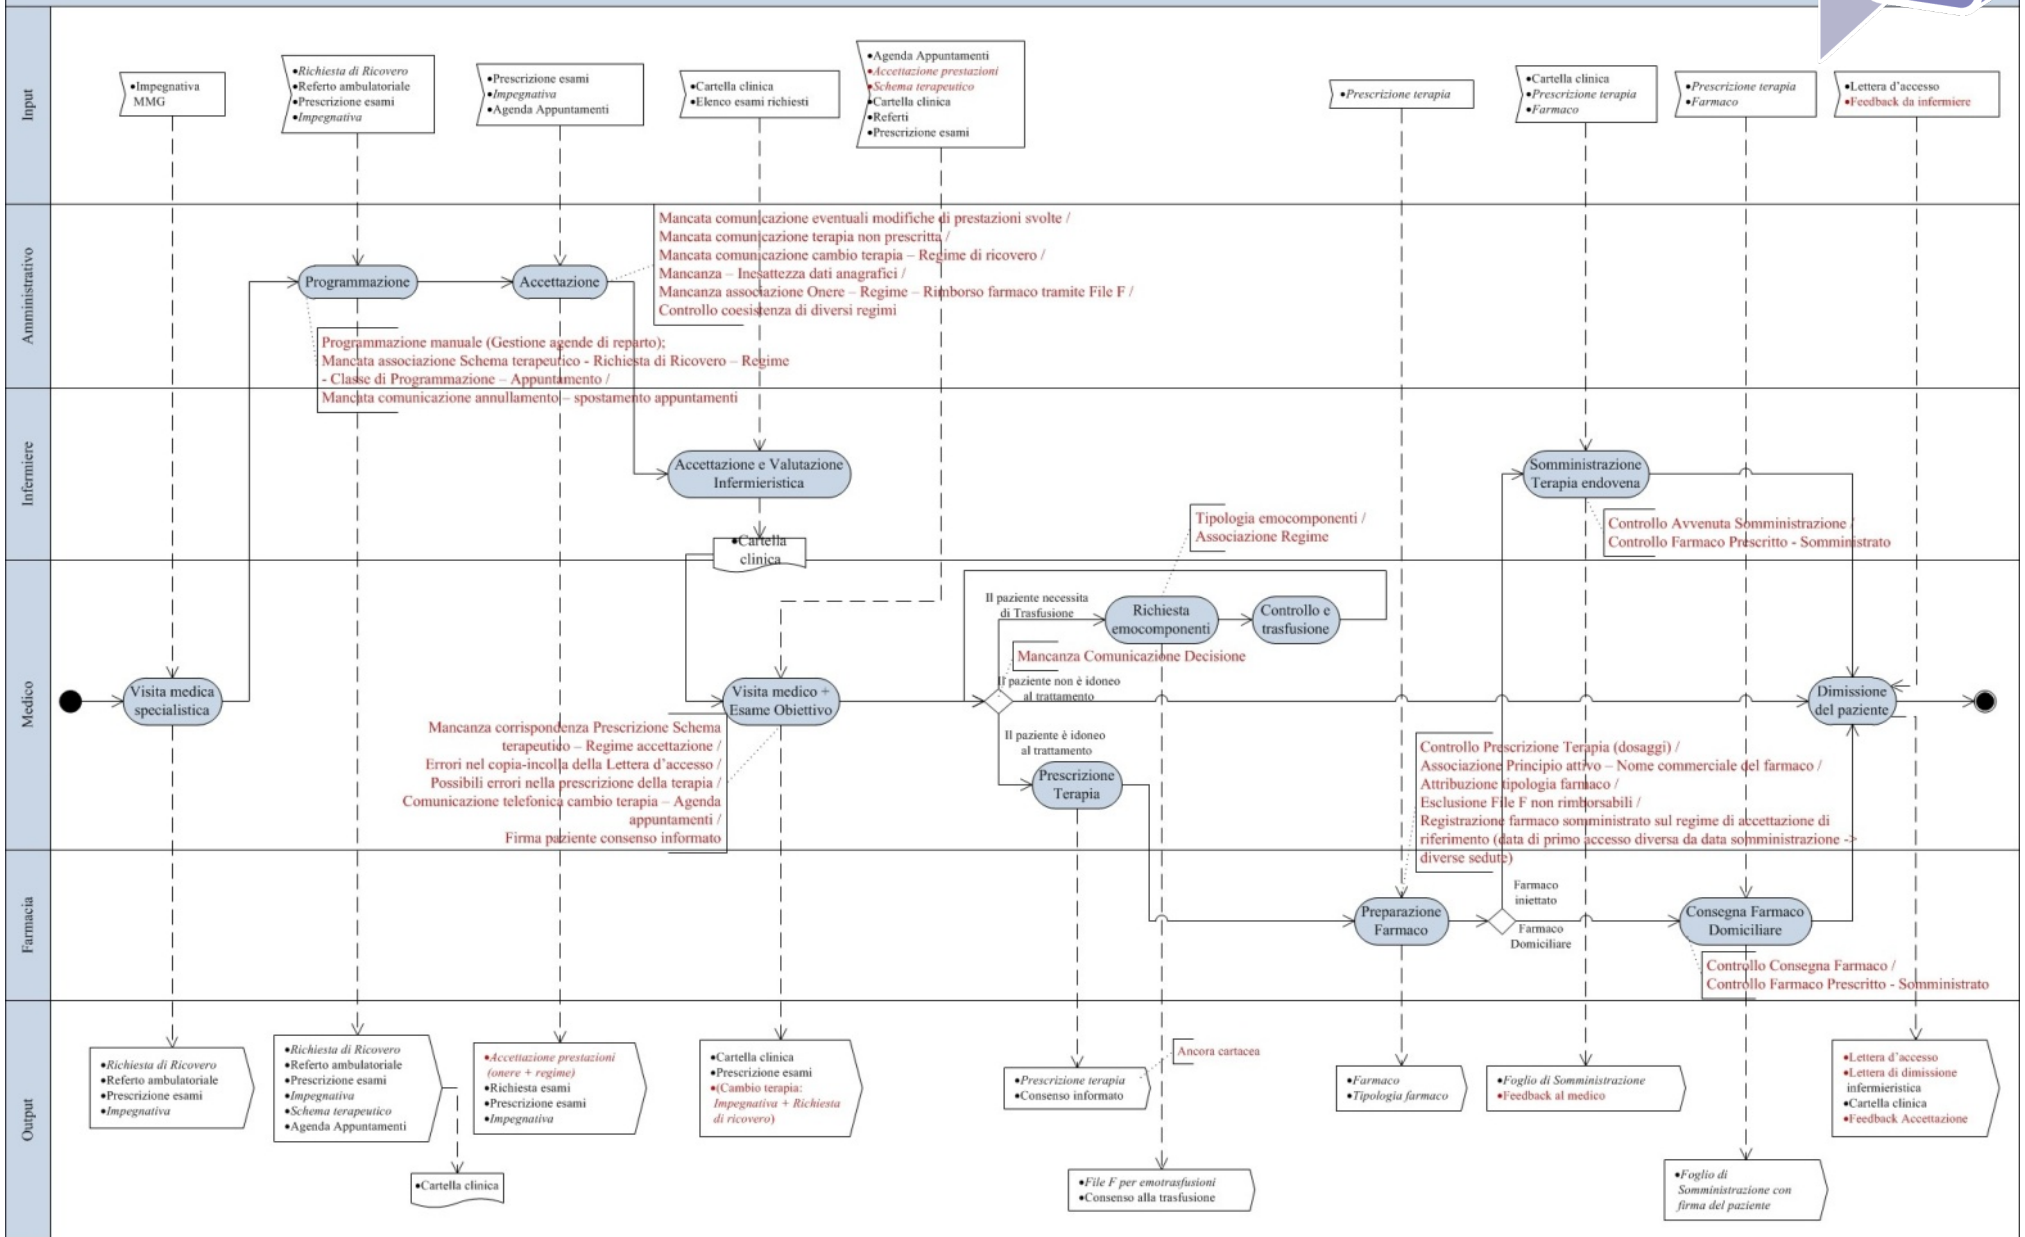 Input
•Impegnativa
MMG
•Richiesta di Ricovero
•Referto ambulatoriale
•Prescrizione esami
•Impegnativa
•Prescrizione esami
•Impegnativa
•Agenda Appuntamenti
•Cartella clinica
•Elenco esami richiesti
•Agenda Appuntamenti
•Accettazione prestazioni
•Schema terapeutico
•Cartella clinica
•Referti
•Prescrizione esami
•Prescrizione terapia
•Cartella clinica
•Prescrizione terapia
•Farmaco
•Prescrizione terapia
•Farmaco
•Lettera d'accesso
•Feedback da infermiere
Amministrativo
Programmazione
Accettazione
Mancata comunicazione eventuali modifiche di prestazioni svolte /
Mancata comunicazione terapia non prescritta /
Mancata comunicazione cambio terapia – Regime di ricovero /
Mancanza – Inesattezza dati anagrafici /
Mancanza associazione Onere – Regime – Rimborso farmaco tramite File F /
Controllo coesistenza di diversi regimi
Programmazione manuale (Gestione agende di reparto);
Mancata associazione Schema terapeutico - Richiesta di Ricovero – Regime
- Classe di Programmazione – Appuntamento /
Mancata comunicazione annullamento – spostamento appuntamenti
Infermiere
Accettazione e Valutazione
Infermieristica
•Cartella
clinica
Somministrazione
Terapia endovena
Controllo Avvenuta Somministrazione /
Controllo Farmaco Prescritto - Somministrato
Tipologia emocomponenti /
Associazione Regime
Medico
Visita medica
specialistica
Visita medico +
Esame Obiettivo
Il paziente necessita
di Trasfusione
Richiesta
emocomponenti
Controllo e
trasfusione
Mancanza Comunicazione Decisione
Il paziente non è idoneo
al trattamento
Il paziente è idoneo
al trattamento
Prescrizione
Terapia
Dimissione
del paziente
Mancanza corrispondenza Prescrizione Schema
terapeutico – Regime accettazione /
Errori nel copia-incolla della Lettera d'accesso /
Possibili errori nella prescrizione della terapia /
Comunicazione telefonica cambio terapia – Agenda
appuntamenti /
Firma paziente consenso informato
Controllo Prescrizione Terapia (dosaggi) /
Associazione Principio attivo – Nome commerciale del farmaco /
Attribuzione tipologia farmaco /
Esclusione File F non rimborsabili /
Registrazione farmaco somministrato sul regime di accettazione di
riferimento (data di primo accesso diversa da data somministrazione ->
diverse sedute)
Farmacia
Preparazione
Farmaco
Farmaco
iniettato
Farmaco
Domiciliare
Consegna Farmaco
Domiciliare
Controllo Consegna Farmaco /
Controllo Farmaco Prescritto - Somministrato
Output
•Richiesta di Ricovero
•Referto ambulatoriale
•Prescrizione esami
•Impegnativa
•Richiesta di Ricovero
•Referto ambulatoriale
•Prescrizione esami
•Impegnativa
•Schema terapeutico
•Agenda Appuntamenti
•Cartella clinica
•Accettazione prestazioni
(onere + regime)
•Richiesta esami
•Prescrizione esami
•Impegnativa
•Cartella clinica
•Prescrizione esami
•(Cambio terapia:
Impegnativa + Richiesta
di ricovero)
•Prescrizione terapia
•Consenso informato
Ancora cartacea
•File F per emotrasfusioni
•Consenso alla trasfusione
•Farmaco
•Tipologia farmaco
•Foglio di Somministrazione
•Feedback al medico
•Foglio di
Somministrazione con
firma del paziente
•Lettera d'accesso
•Lettera di dimissione
infermieristica
•Cartella clinica
•Feedback Accettazione